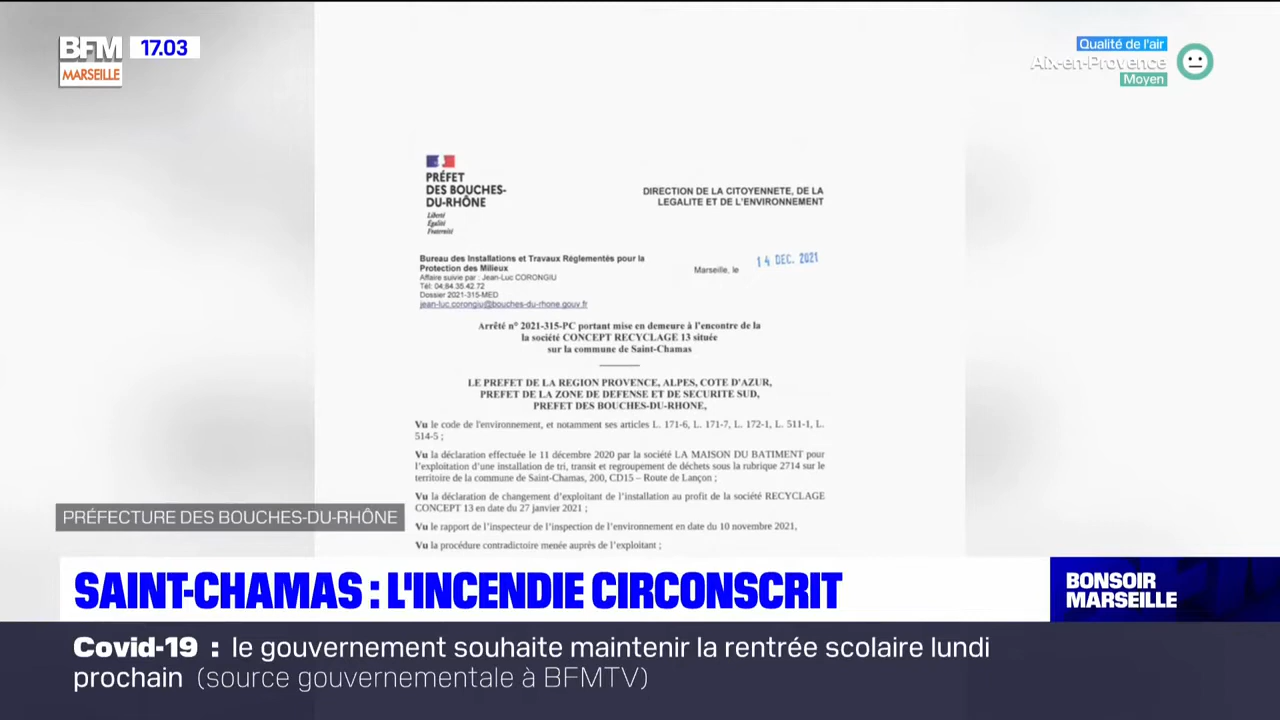 BFM
MARSEILLE
17.03
Qualité de l'air
Aix-en-Provence
Moyen
PRÉFET
DES BOUCHES-
DU-RHÔNE
Liberté
Égalité
Fraternité
DIRECTION DE LA CITOYENNETE, DE LA
LEGALITE ET DE L'ENVIRONNEMENT
Bureau des Installations et Travaux Réglementés pour la
Protection des Milieux
Affaire suivie par : Jean-Luc CORONGIU
Tél: 04.84.35.42.72
Dossier 2021-315-MED
jean-luc.corongiu@bouches-du-rhone.gouv.fr
Marseille, le
14 DEC. 2021
Arrêté n° 2021-315-PC portant mise en demeure à l'encontre de la
la société CONCEPT RECYCLAGE 13 située
sur la commune de Saint-Chamas
LE PREFET DE LA REGION PROVENCE, ALPES, COTE D'AZUR,
PREFET DE LA ZONE DE DEFENSE ET DE SECURITE SUD,
PREFET DES BOUCHES-DU-RHONE,
Vu le code de l'environnement, et notamment ses articles L. 171-6, L. 171-7, L. 172-1, L. 511-1, L.
514-5 ;
Vu la déclaration effectuée le 11 décembre 2020 par la société LA MAISON DU BATIMENT pour
l'exploitation d'une installation de tri, transit et regroupement de déchets sous la rubrique 2714 sur le
territoire de la commune de Saint-Chamas, 200, CD15 – Route de Lançon ;
Vu la déclaration de changement d'exploitant de l'installation au profit de la société RECYCLAGE
CONCEPT 13 en date du 27 janvier 2021 ;
Vu le rapport de l'inspecteur de l'inspection de l'environnement en date du 10 novembre 2021,
Vu la procédure contradictoire menée auprès de l'exploitant ;
PRÉFECTURE DES BOUCHES-DU-RHÔNE
SAINT-CHAMAS : L'INCENDIE CIRCONSCRIT
BONSOIR
MARSEILLE
Covid-19 : le gouvernement souhaite maintenir la rentrée scolaire lundi
prochain (source gouvernementale à BFMTV)